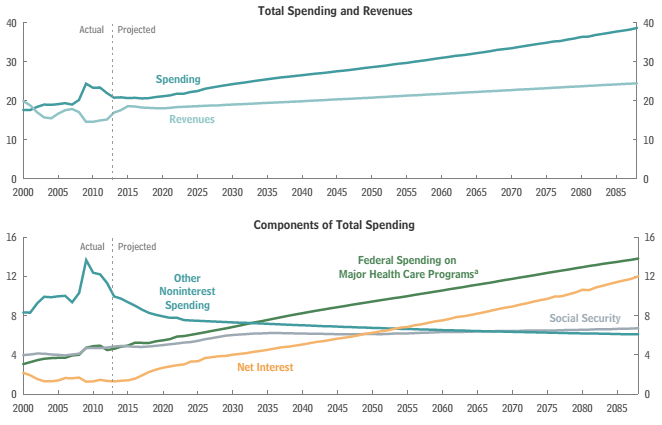 Total Spending and Revenues
40 40
Actual Projected
30 30
Spending
20 20
Revenues
10 10
0 0
2000 2005 2010 2015 2020 2025 2030 2035 2040 2045 2050 2055 2060 2065 2070 2075 2080 2085
Components of Total Spending
16 16
Actual Projected
Federal Spending on
Major Health Care Programsᵃ
Other
Noninterest
Spending
12 12
8 8
Social Security
4 4
Net Interest
0 0
2000 2005 2010 2015 2020 2025 2030 2035 2040 2045 2050 2055 2060 2065 2070 2075 2080 2085